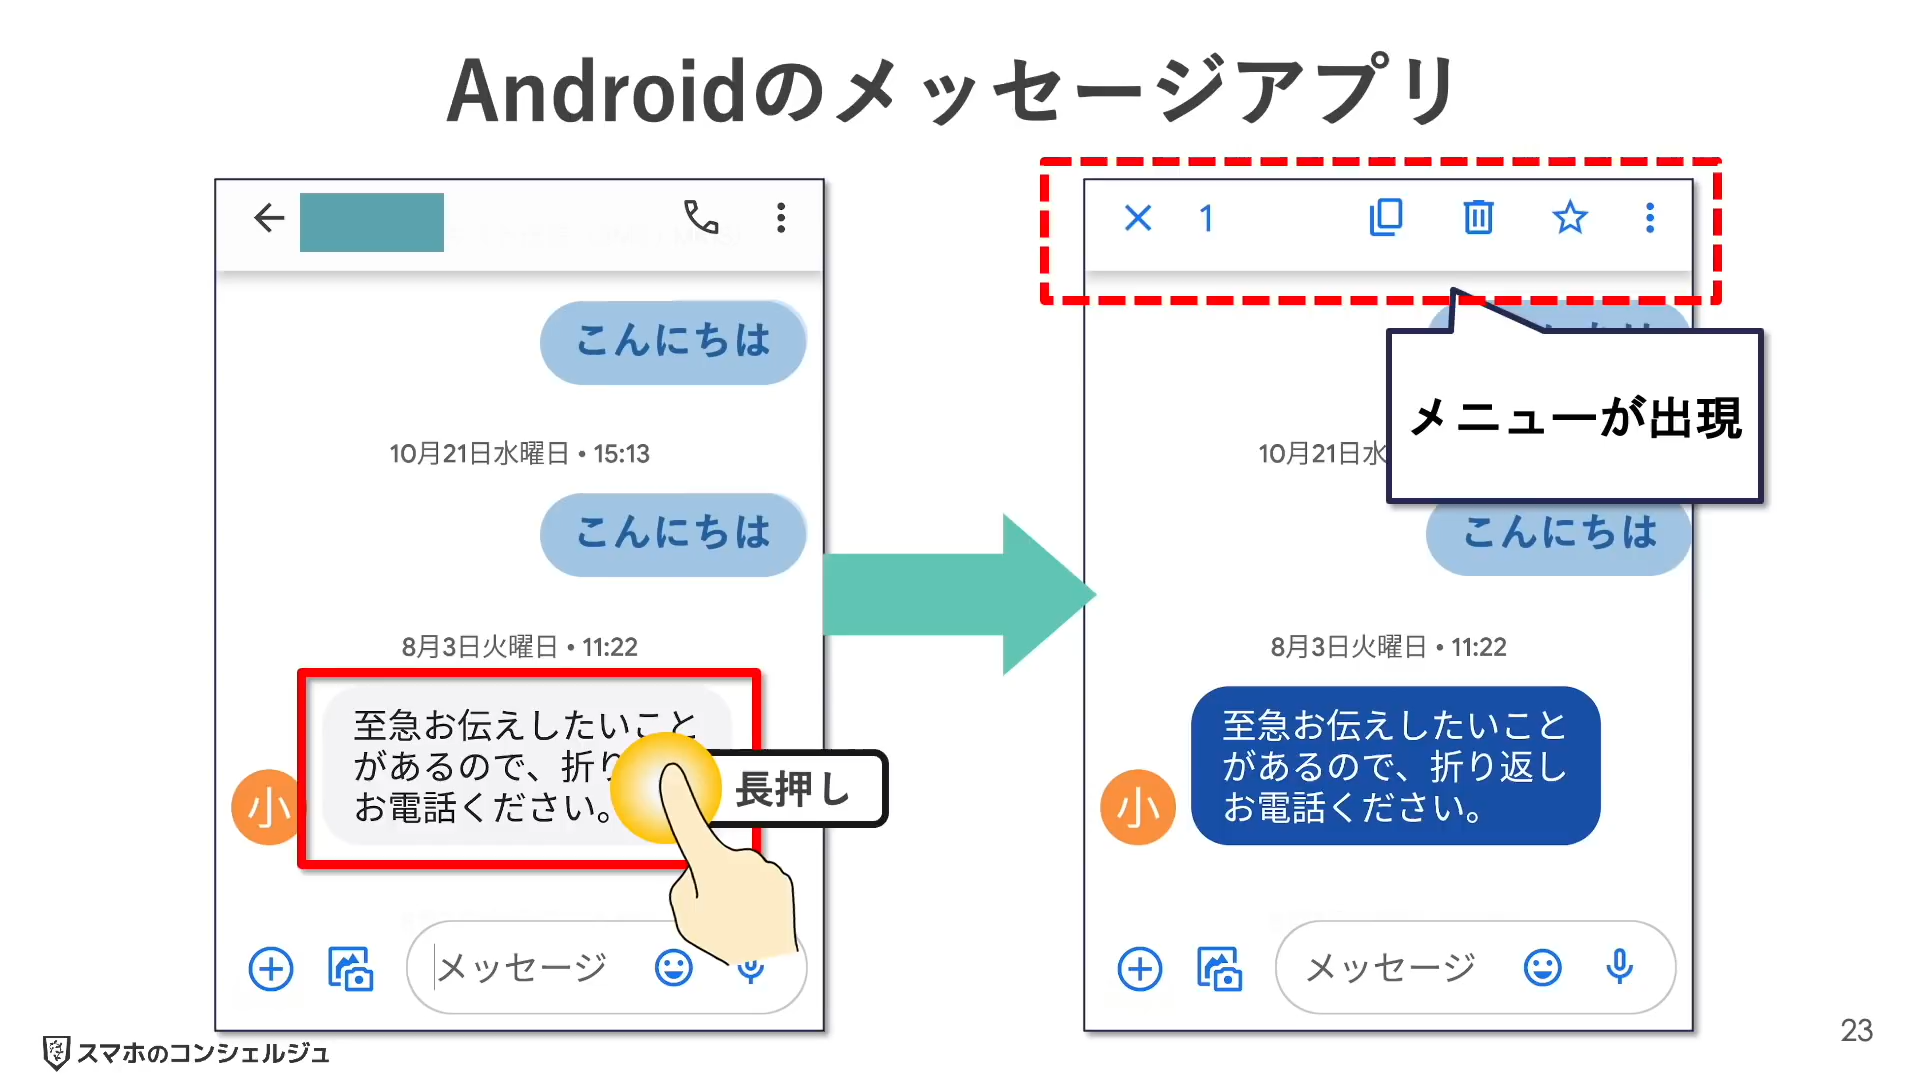 Androidのメッセージアプリ
こんにちは
10月21日水曜日 • 15:13
こんにちは
8月3日火曜日 • 11:22
至急お伝えしたいこと
があるので、折り
お電話ください。
小
長押し
メッセージ
1
メニューが出現
10月21日水
こんにちは
8月3日火曜日 • 11:22
至急お伝えしたいこと
があるので、折り返し
お電話ください。
小
メッセージ
スマホのコンシェルジュ
23